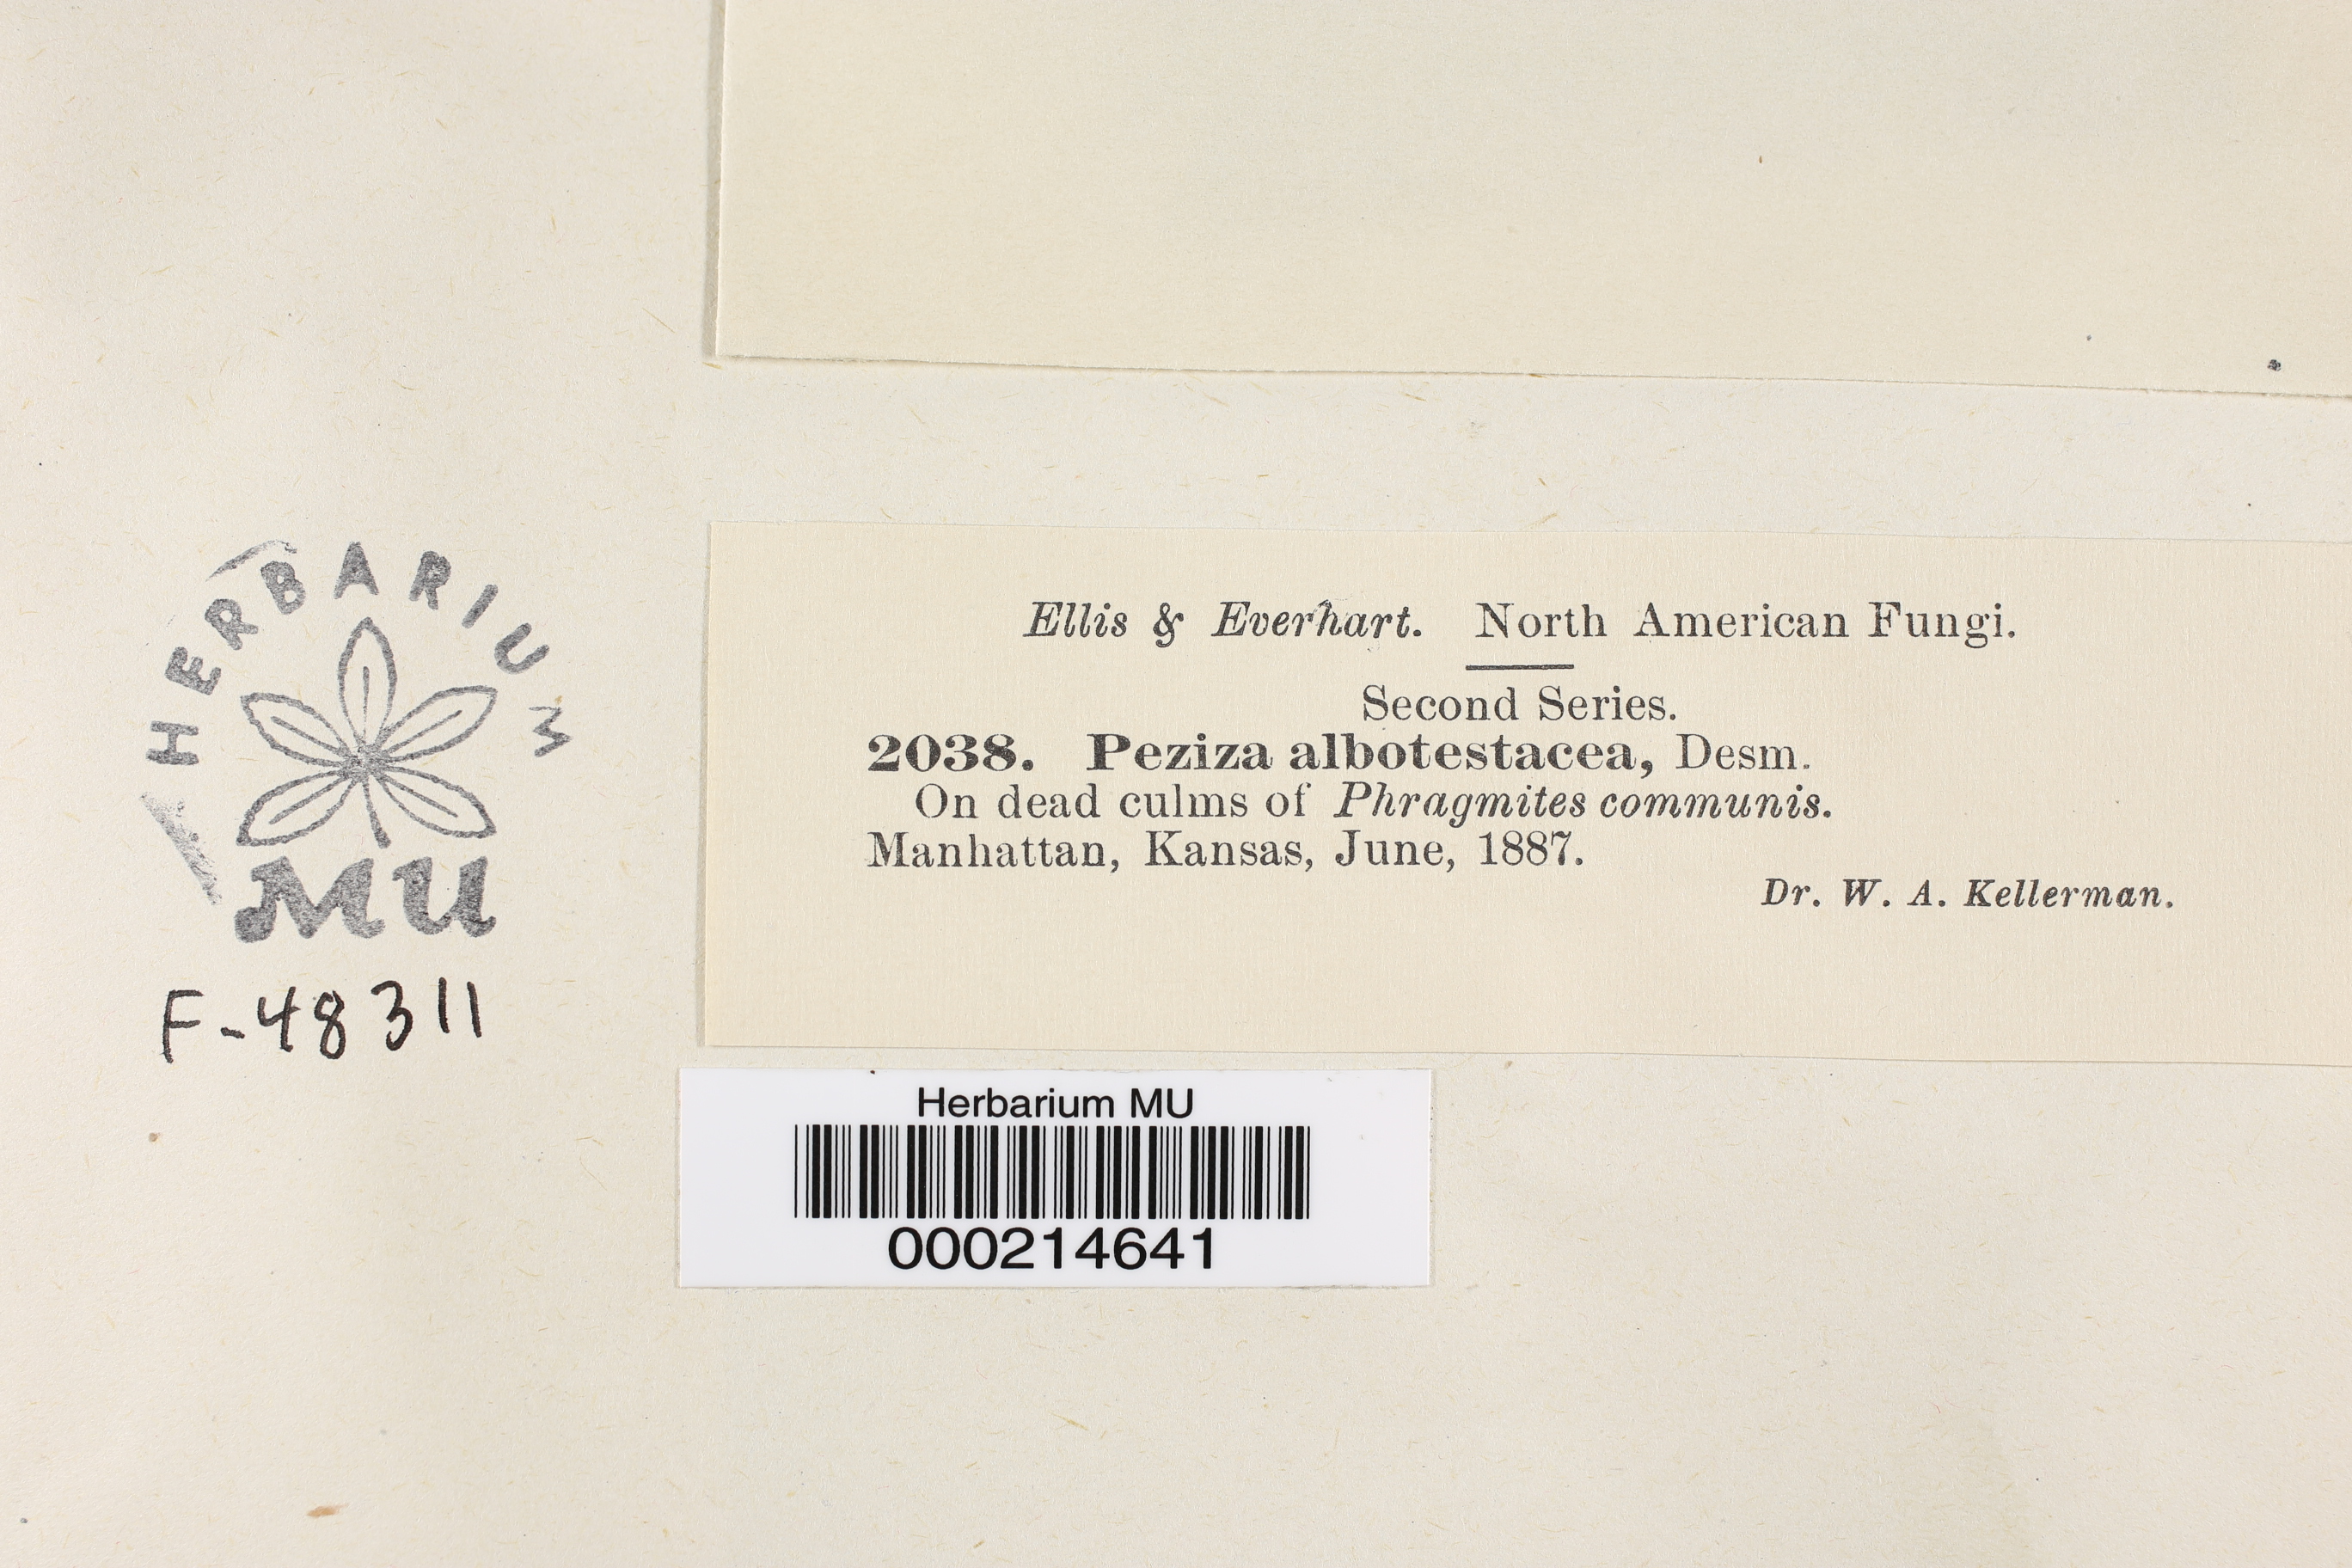 HERBARIUM
MU
F-48311
Ellis & Everhart. North American Fungi.
Second Series.
2038. Peziza albotestacea, Desm.
On dead culms of Phragmites communis.
Manhattan, Kansas, June, 1887.
Dr. W. A. Kellerman.
Herbarium MU
000214641